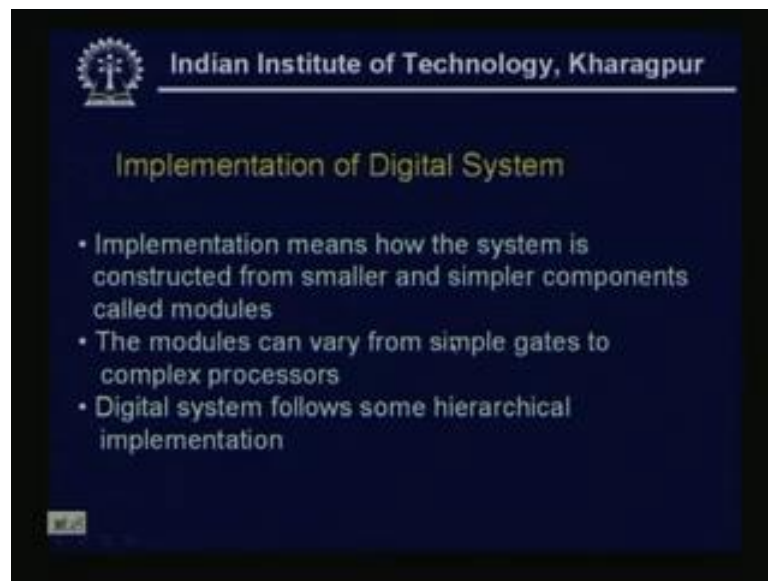 Indian Institute of Technology, Kharagpur
Implementation of Digital System
• Implementation means how the system is
constructed from smaller and simpler components
called modules
• The modules can vary from simple gates to
complex processors
• Digital system follows some hierarchical
implementation